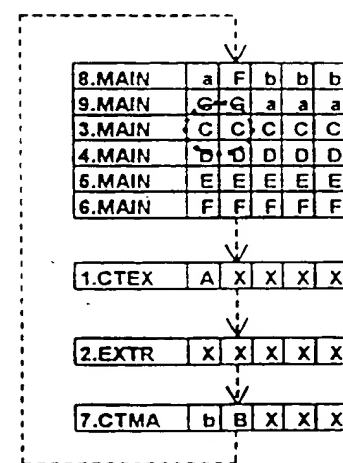 8.MAIN a F b b b
9.MAIN G G a a a
3.MAIN C C C C C
4.MAIN D D D D D
5.MAIN E E E E E
6.MAIN F F F F F
1.CTEX A X X X X
2.EXTR X X X X X
7.CTMA b B X X X